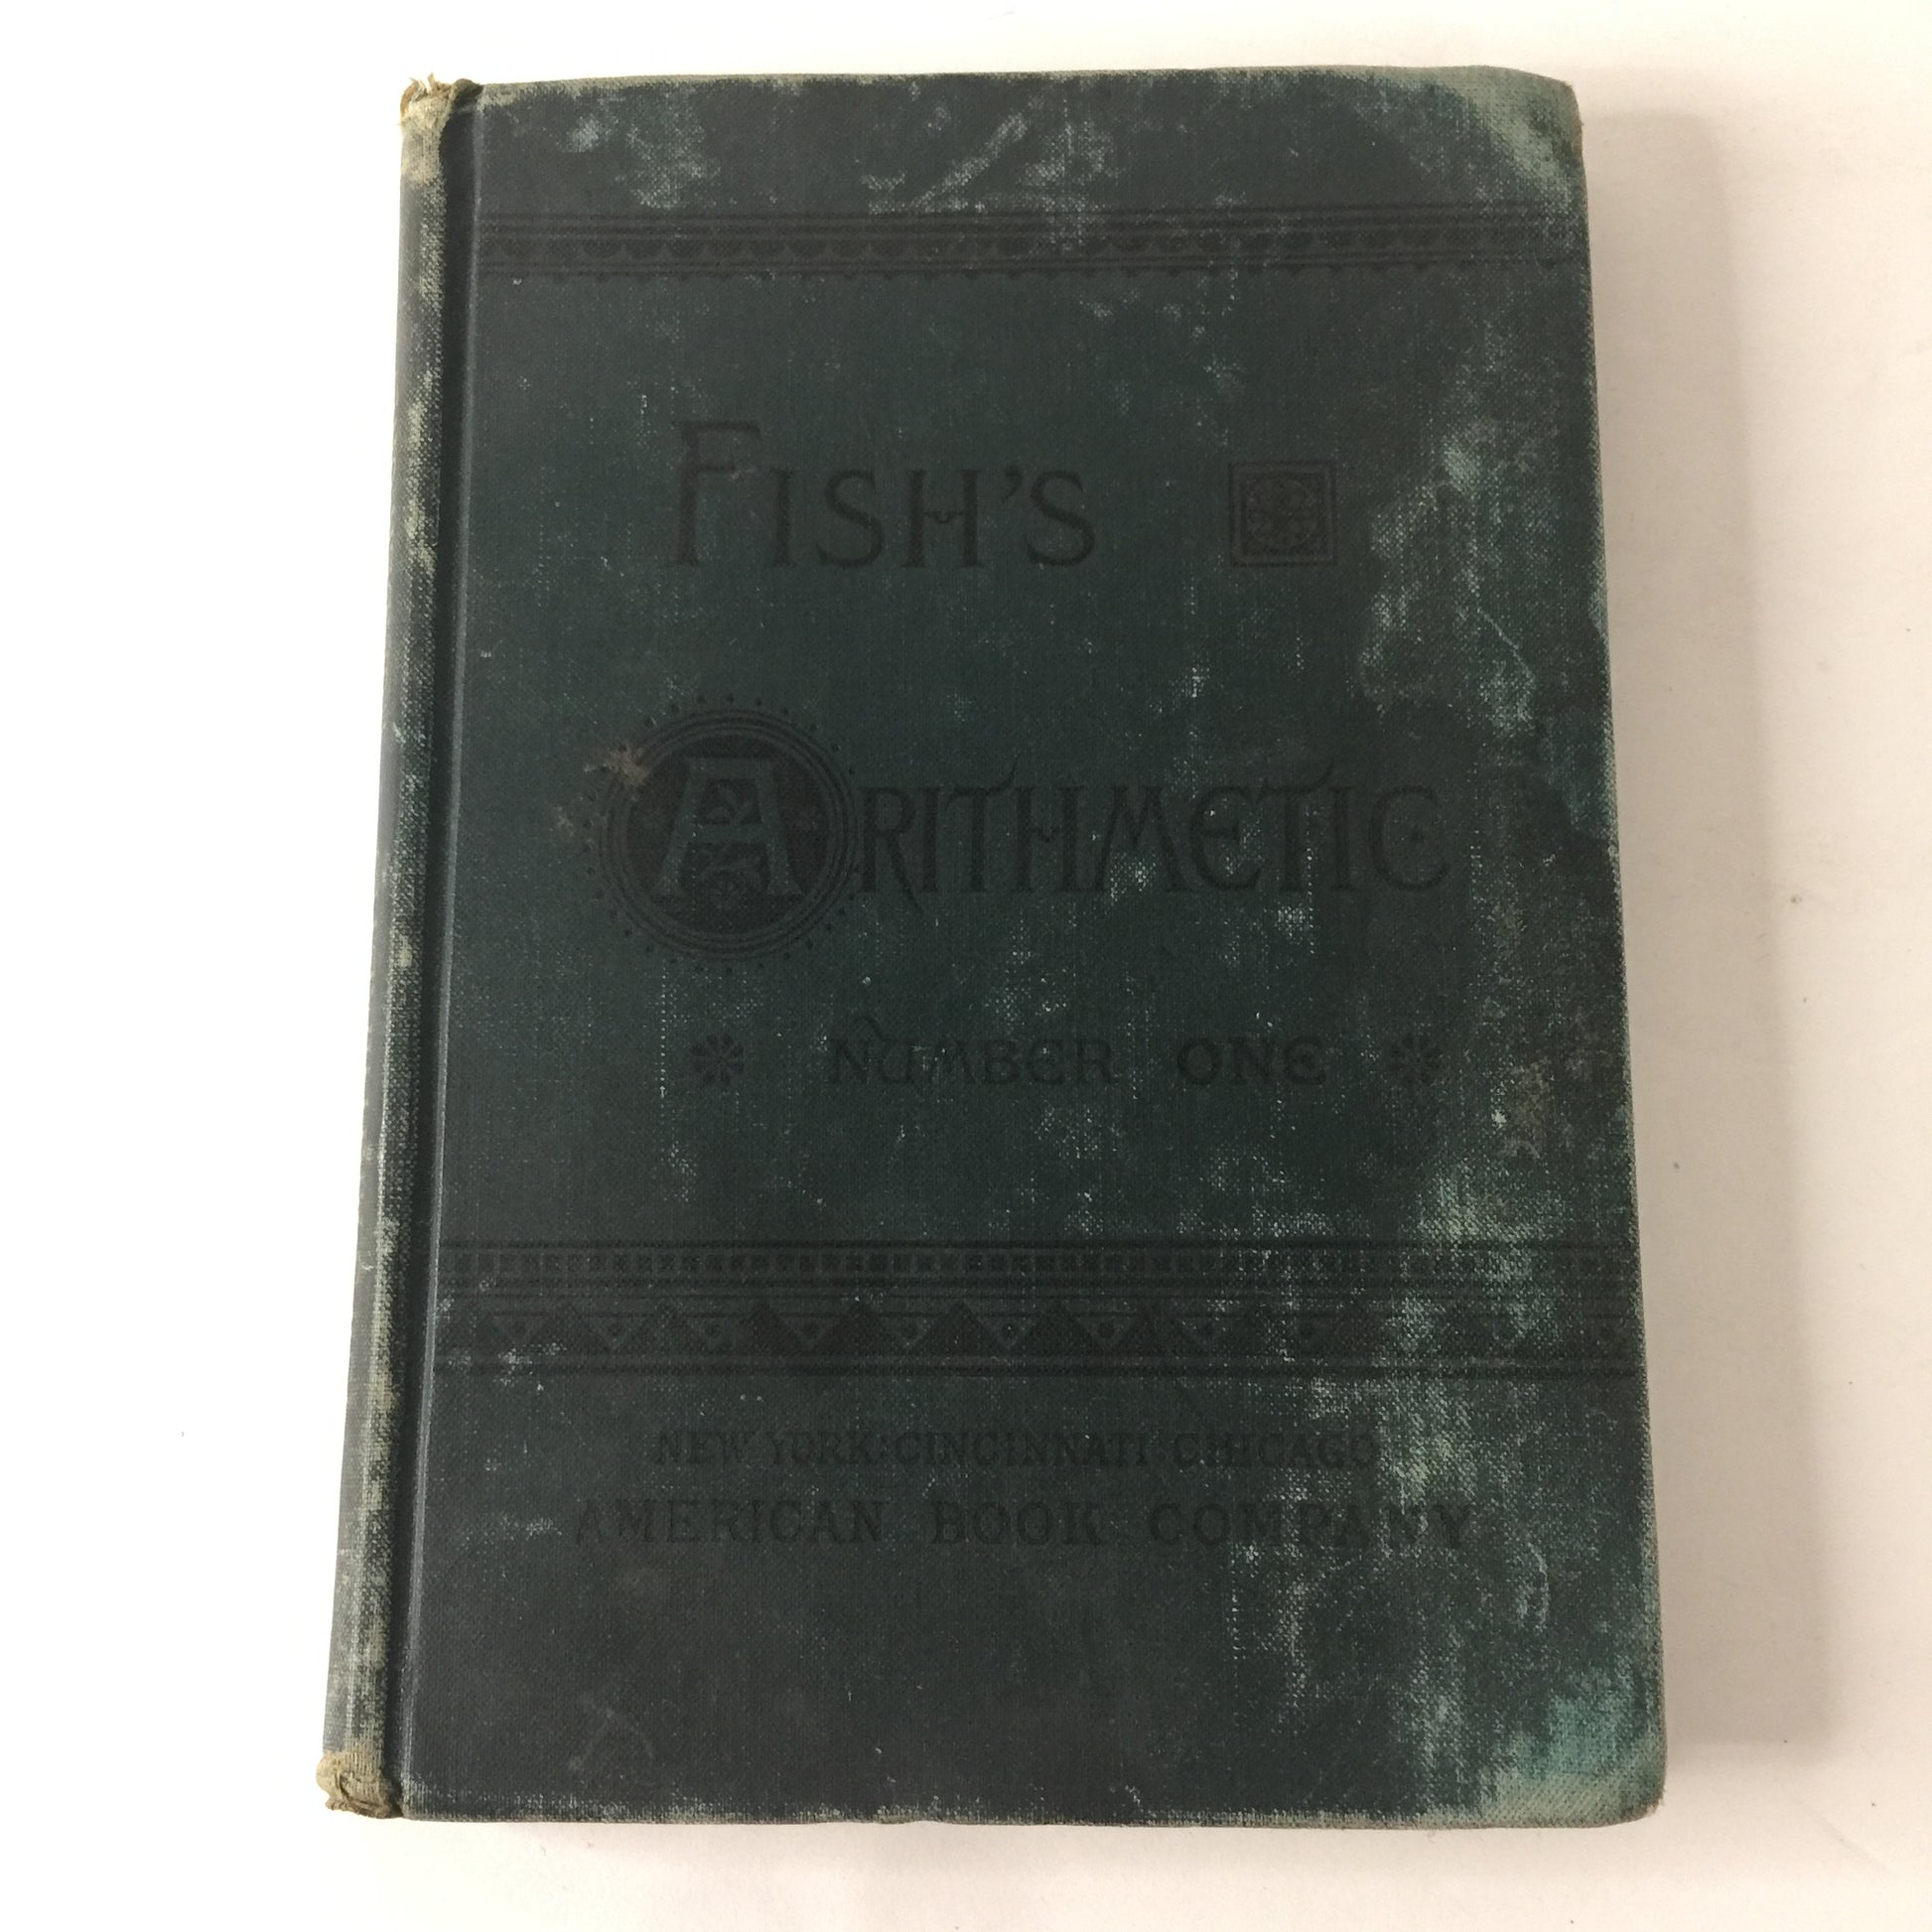 FISH'S
ARITHMETIC
NUMBER ONE
NEW YORK·CINCINNATI·CHICAGO
AMERICAN BOOK COMPANY